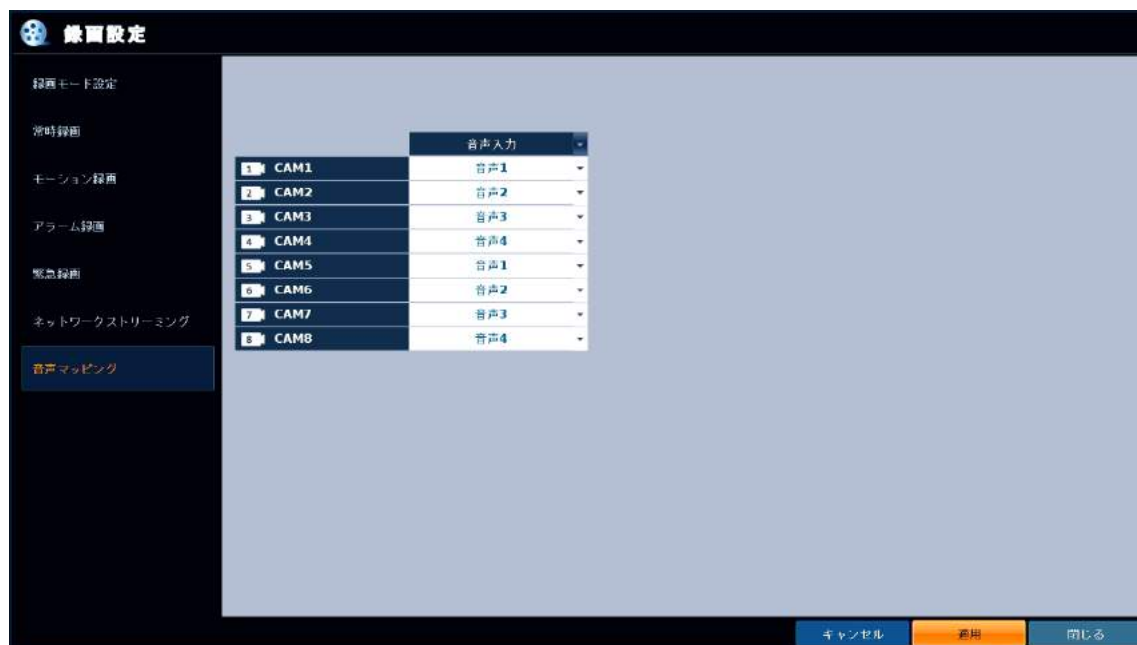 録画設定
録画モード設定
常時録画
モーション録画
アラーム録画
緊急録画
ネットワークストリーミング
音声マッピング
音声入力
1 CAM1 音声1
2 CAM2 音声2
3 CAM3 音声3
4 CAM4 音声4
5 CAM5 音声1
6 CAM6 音声2
7 CAM7 音声3
8 CAM8 音声4
キャンセル 適用 閉じる